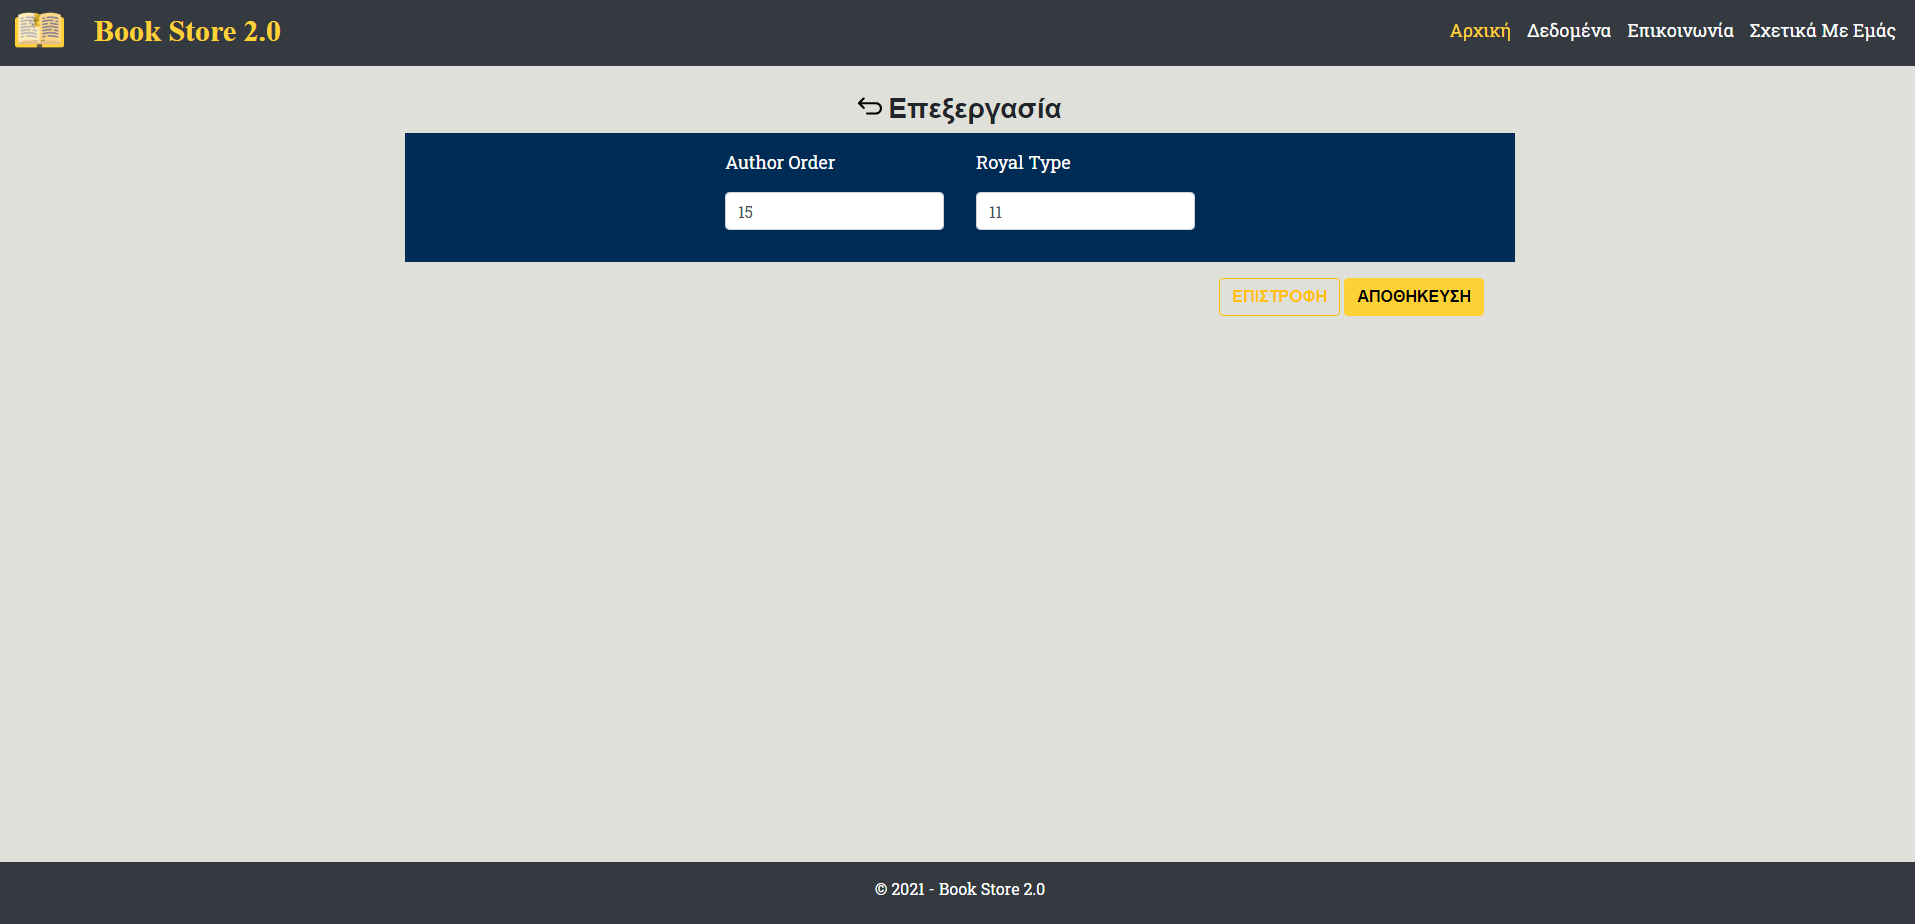 Book Store 2.0
Αρχική Δεδομένα Επικοινωνία Σχετικά Με Εμάς
Επεξεργασία
Author Order Royal Type
15 11
ΕΠΙΣΤΡΟΦΗ ΑΠΟΘΗΚΕΥΣΗ
© 2021 - Book Store 2.0